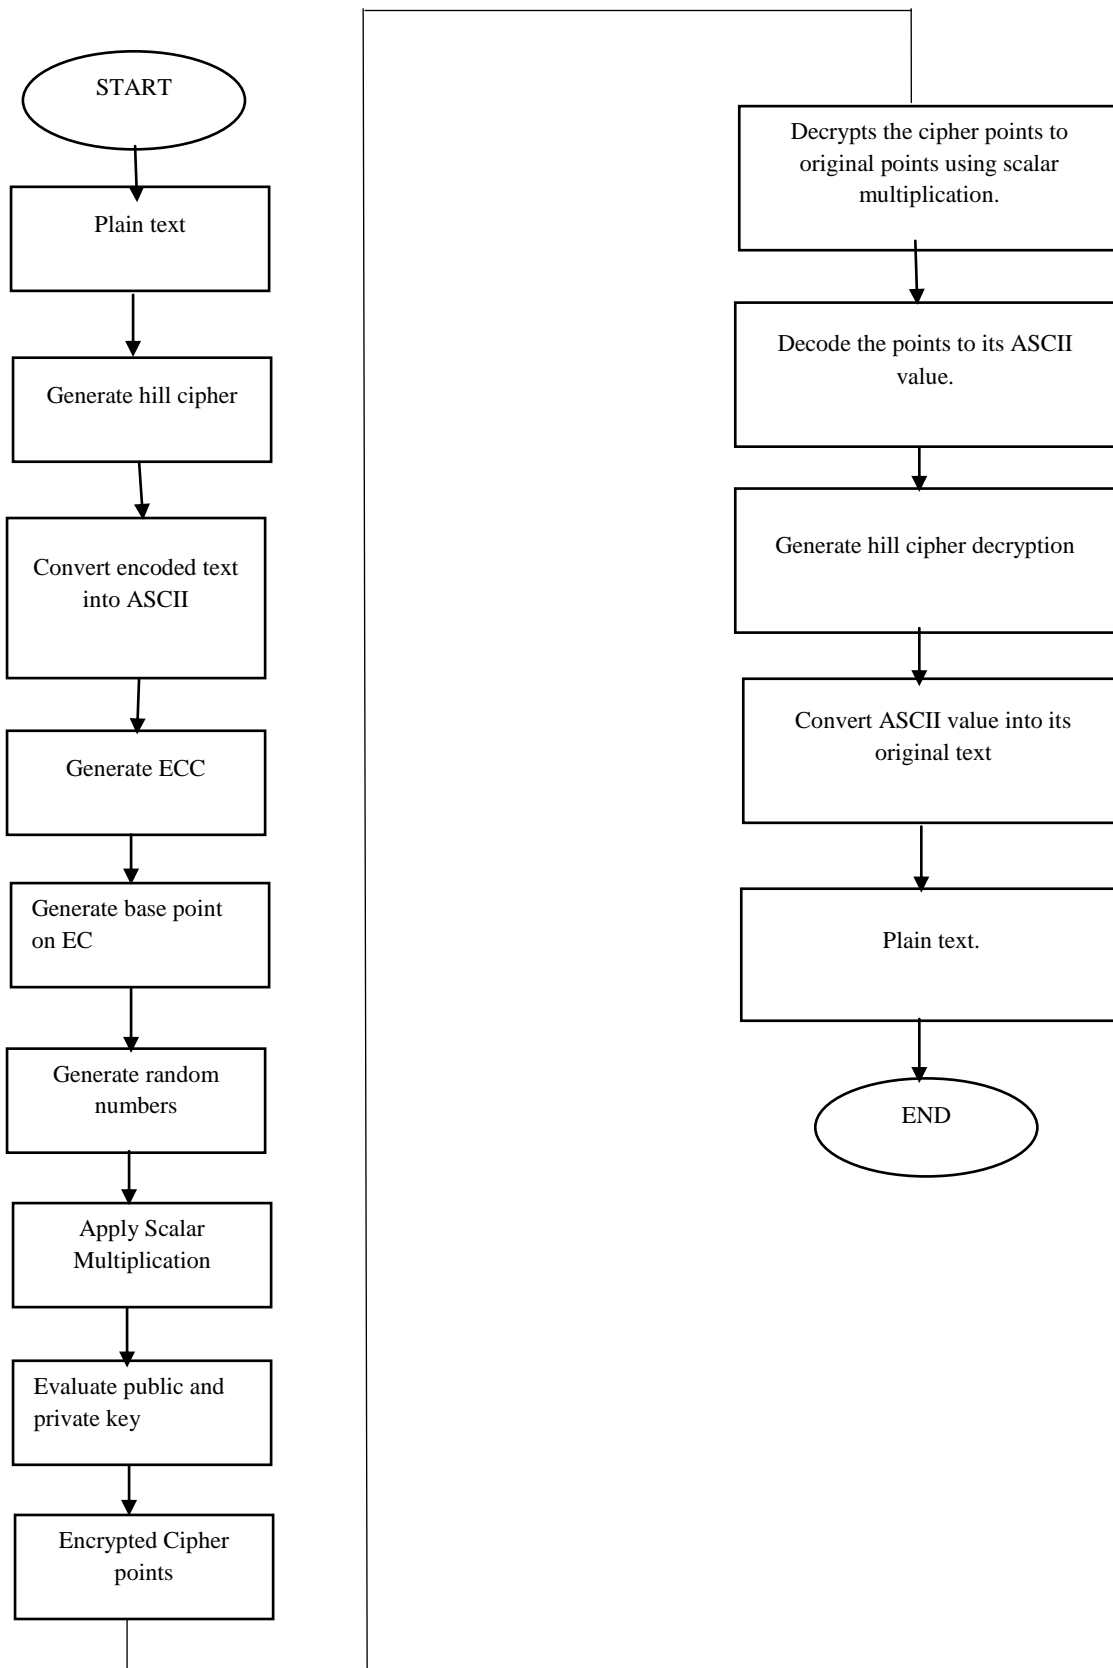 START
Plain text
Generate hill cipher
Convert encoded text
into ASCII
Generate ECC
Generate base point
on EC
Generate random
numbers
Apply Scalar
Multiplication
Evaluate public and
private key
Encrypted Cipher
points
Decrypts the cipher points to
original points using scalar
multiplication.
Decode the points to its ASCII
value.
Generate hill cipher decryption
Convert ASCII value into its
original text
Plain text.
END